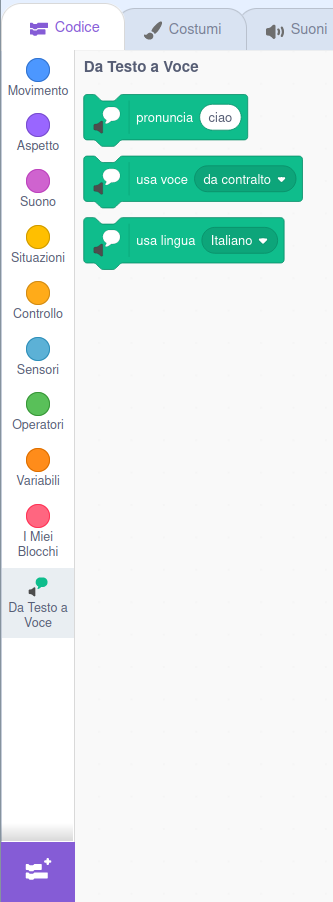 Codice
Costumi
Suoni
Movimento
Aspetto
Suono
Situazioni
Controllo
Sensori
Operatori
Variabili
I Miei
Blocchi
Da Testo a
Voce
Da Testo a Voce
pronuncia ciao
usa voce da contralto
usa lingua Italiano